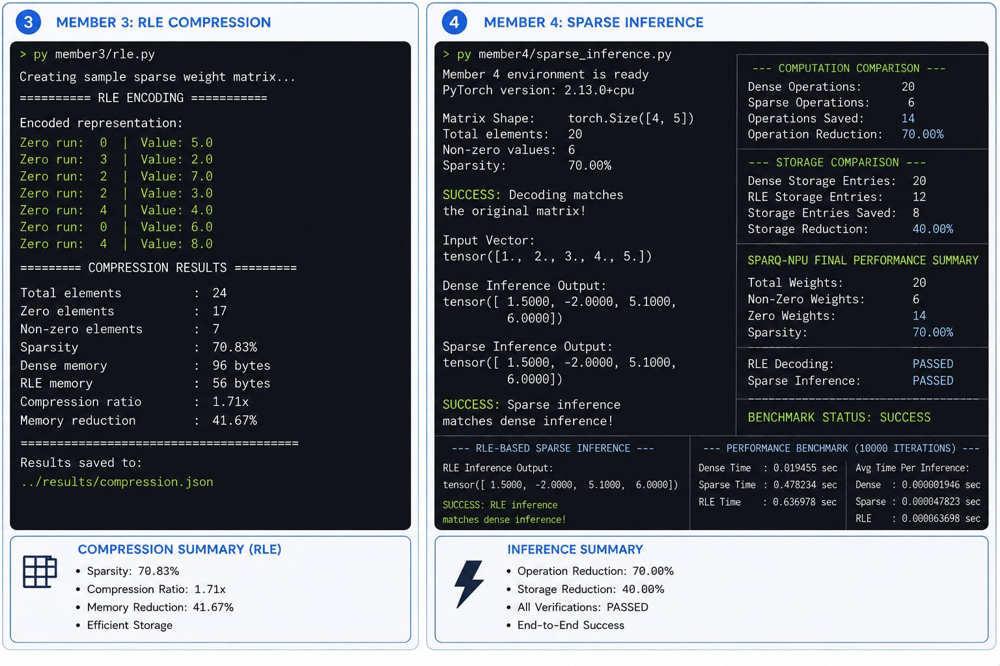 3 MEMBER 3: RLE COMPRESSION
> py member3/rle.py
Creating sample sparse weight matrix...
========== RLE ENCODING ===========
Encoded representation:
Zero run: 0 | Value: 5.0
Zero run: 3 | Value: 2.0
Zero run: 2 | Value: 7.0
Zero run: 2 | Value: 3.0
Zero run: 4 | Value: 4.0
Zero run: 0 | Value: 6.0
Zero run: 4 | Value: 8.0
========= COMPRESSION RESULTS =========
Total elements : 24
Zero elements : 17
Non-zero elements : 7
Sparsity : 70.83%
Dense memory : 96 bytes
RLE memory : 56 bytes
Compression ratio : 1.71x
Memory reduction : 41.67%
=======================================
Results saved to:
../results/compression.json
COMPRESSION SUMMARY (RLE)
• Sparsity: 70.83%
• Compression Ratio: 1.71x
• Memory Reduction: 41.67%
• Efficient Storage
4 MEMBER 4: SPARSE INFERENCE
> py member4/sparse_inference.py
Member 4 environment is ready
PyTorch version: 2.13.0+cpu
Matrix Shape: torch.Size([4, 5])
Total elements: 20
Non-zero values: 6
Sparsity: 70.00%
SUCCESS: Decoding matches
the original matrix!
Input Vector:
tensor([1., 2., 3., 4., 5.])
Dense Inference Output:
tensor([ 1.5000, -2.0000, 5.1000,
6.0000])
Sparse Inference Output:
tensor([ 1.5000, -2.0000, 5.1000,
6.0000])
SUCCESS: Sparse inference
matches dense inference!
--- COMPUTATION COMPARISON ---
Dense Operations: 20
Sparse Operations: 6
Operations Saved: 14
Operation Reduction: 70.00%
--- STORAGE COMPARISON ---
Dense Storage Entries: 20
RLE Storage Entries: 12
Storage Entries Saved: 8
Storage Reduction: 40.00%
SPARQ-NPU FINAL PERFORMANCE SUMMARY
Total Weights: 20
Non-Zero Weights: 6
Zero Weights: 14
Sparsity: 70.00%
RLE Decoding: PASSED
Sparse Inference: PASSED
BENCHMARK STATUS: SUCCESS
--- RLE-BASED SPARSE INFERENCE ---
RLE Inference Output:
tensor([ 1.5000, -2.0000, 5.1000, 6.0000])
SUCCESS: RLE inference
matches dense inference!
--- PERFORMANCE BENCHMARK (10000 ITERATIONS) ---
Dense Time : 0.019455 sec
Sparse Time : 0.478234 sec
RLE Time : 0.636978 sec
Avg Time Per Inference:
Dense : 0.000001946 sec
Sparse : 0.000047823 sec
RLE : 0.000063698 sec
INFERENCE SUMMARY
• Operation Reduction: 70.00%
• Storage Reduction: 40.00%
• All Verifications: PASSED
• End-to-End Success